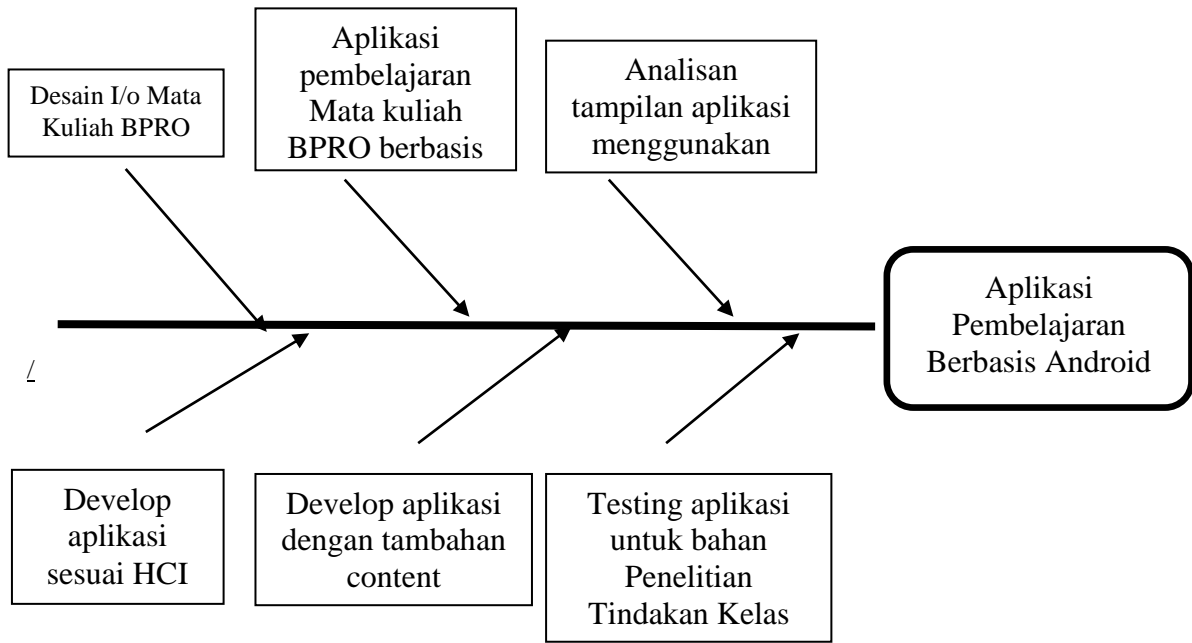 Desain I/o Mata
Kuliah BPRO
Aplikasi
pembelajaran
Mata kuliah
BPRO berbasis
Analisan
tampilan aplikasi
menggunakan
Aplikasi
Pembelajaran
Berbasis Android
/
Develop
aplikasi
sesuai HCI
Develop aplikasi
dengan tambahan
content
Testing aplikasi
untuk bahan
Penelitian
Tindakan Kelas